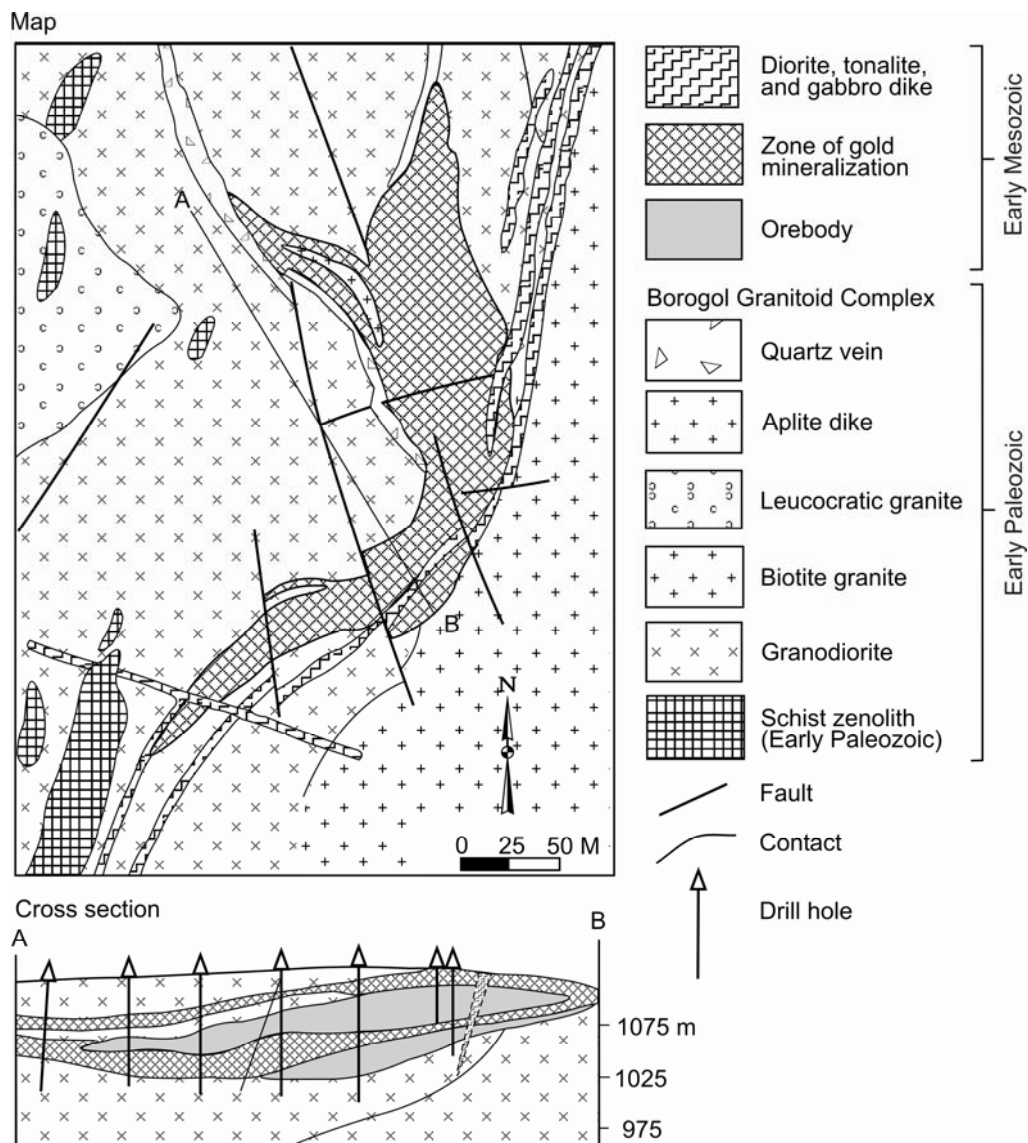 Map
A
B
N
0 25 50 M
Diorite, tonalite,
and gabbro dike
Zone of gold
mineralization
Orebody
Early Mesozoic
Borogol Granitoid Complex
Quartz vein
Aplite dike
Leucocratic granite
Biotite granite
Granodiorite
Schist zenolith
(Early Paleozoic)
Early Paleozoic
Fault
Contact
Drill hole
Cross section
A
B
1075 m
1025
975